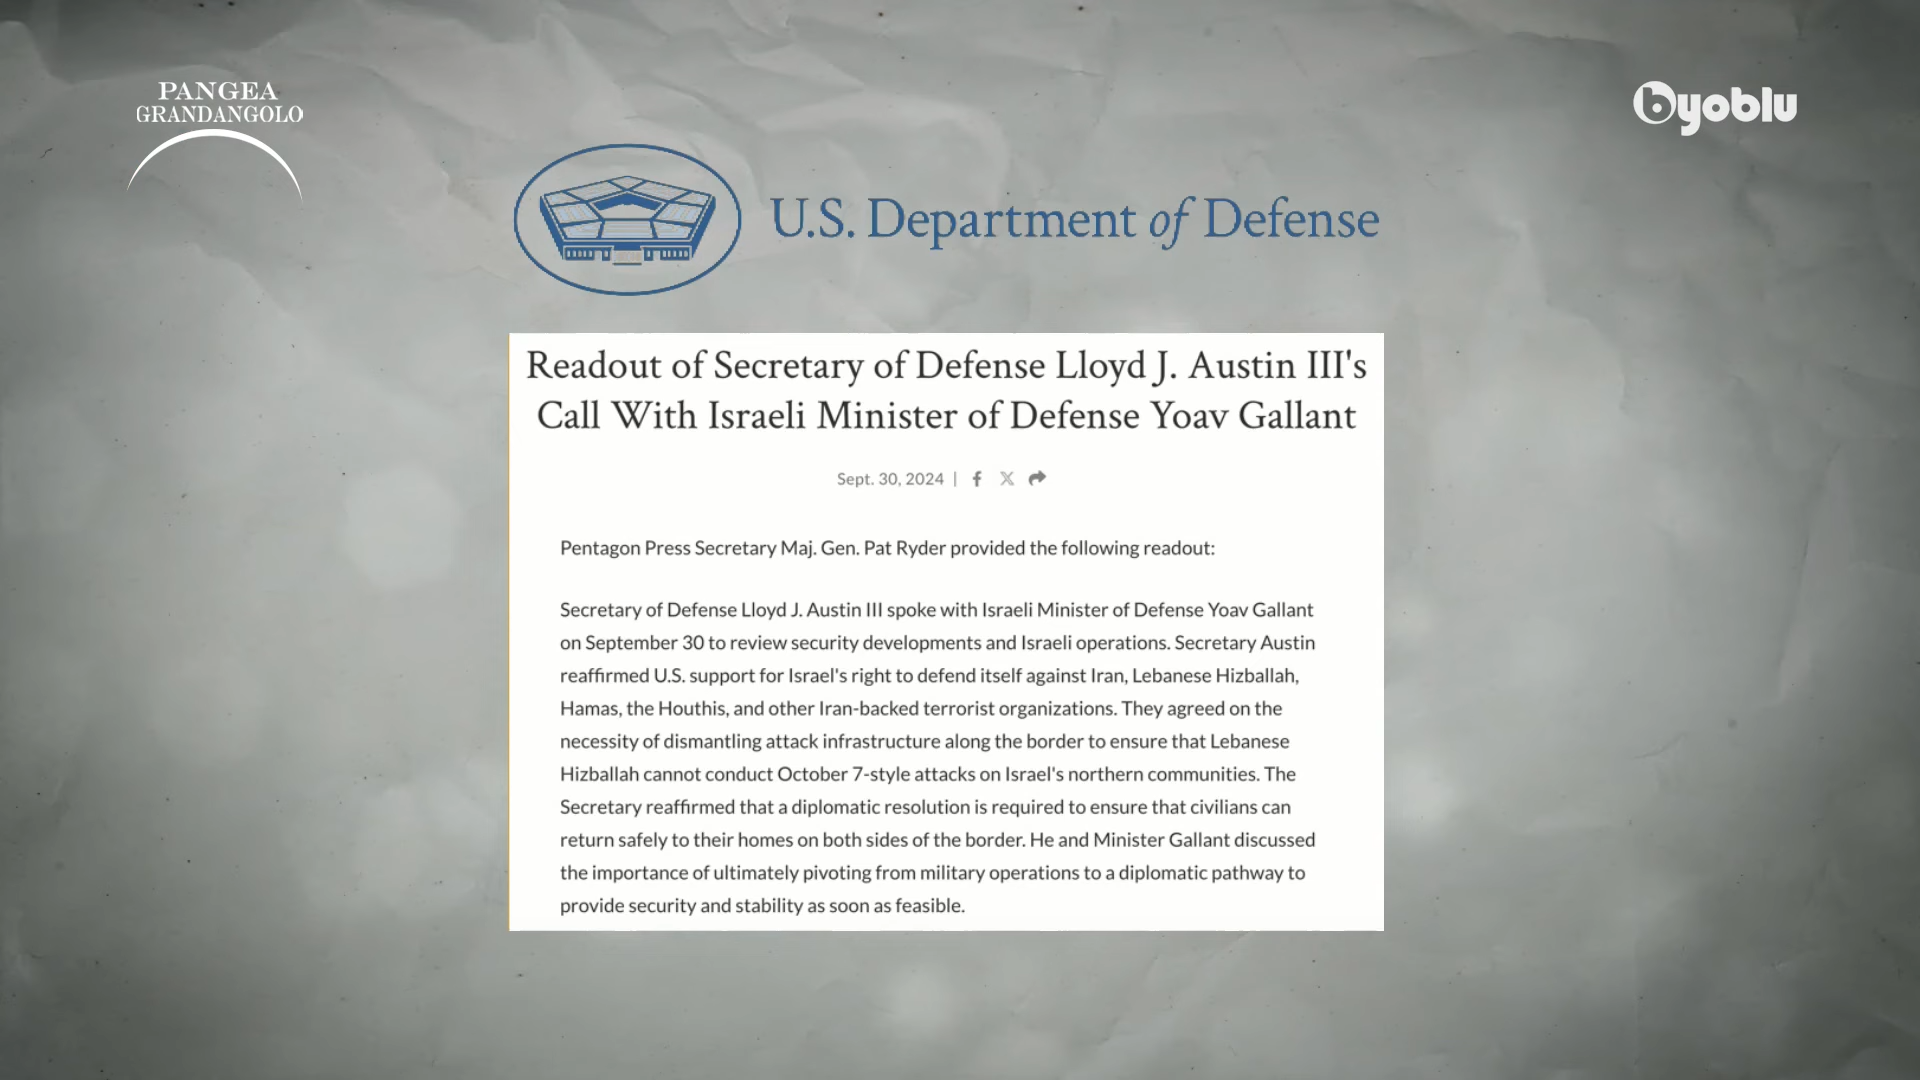 PANGEA
GRANDANGOLO
byoblu
U.S. Department of Defense
Readout of Secretary of Defense Lloyd J. Austin III's
Call With Israeli Minister of Defense Yoav Gallant
Sept. 30, 2024 |
Pentagon Press Secretary Maj. Gen. Pat Ryder provided the following readout:
Secretary of Defense Lloyd J. Austin III spoke with Israeli Minister of Defense Yoav Gallant
on September 30 to review security developments and Israeli operations. Secretary Austin
reaffirmed U.S. support for Israel's right to defend itself against Iran, Lebanese Hizballah,
Hamas, the Houthis, and other Iran-backed terrorist organizations. They agreed on the
necessity of dismantling attack infrastructure along the border to ensure that Lebanese
Hizballah cannot conduct October 7-style attacks on Israel's northern communities. The
Secretary reaffirmed that a diplomatic resolution is required to ensure that civilians can
return safely to their homes on both sides of the border. He and Minister Gallant discussed
the importance of ultimately pivoting from military operations to a diplomatic pathway to
provide security and stability as soon as feasible.